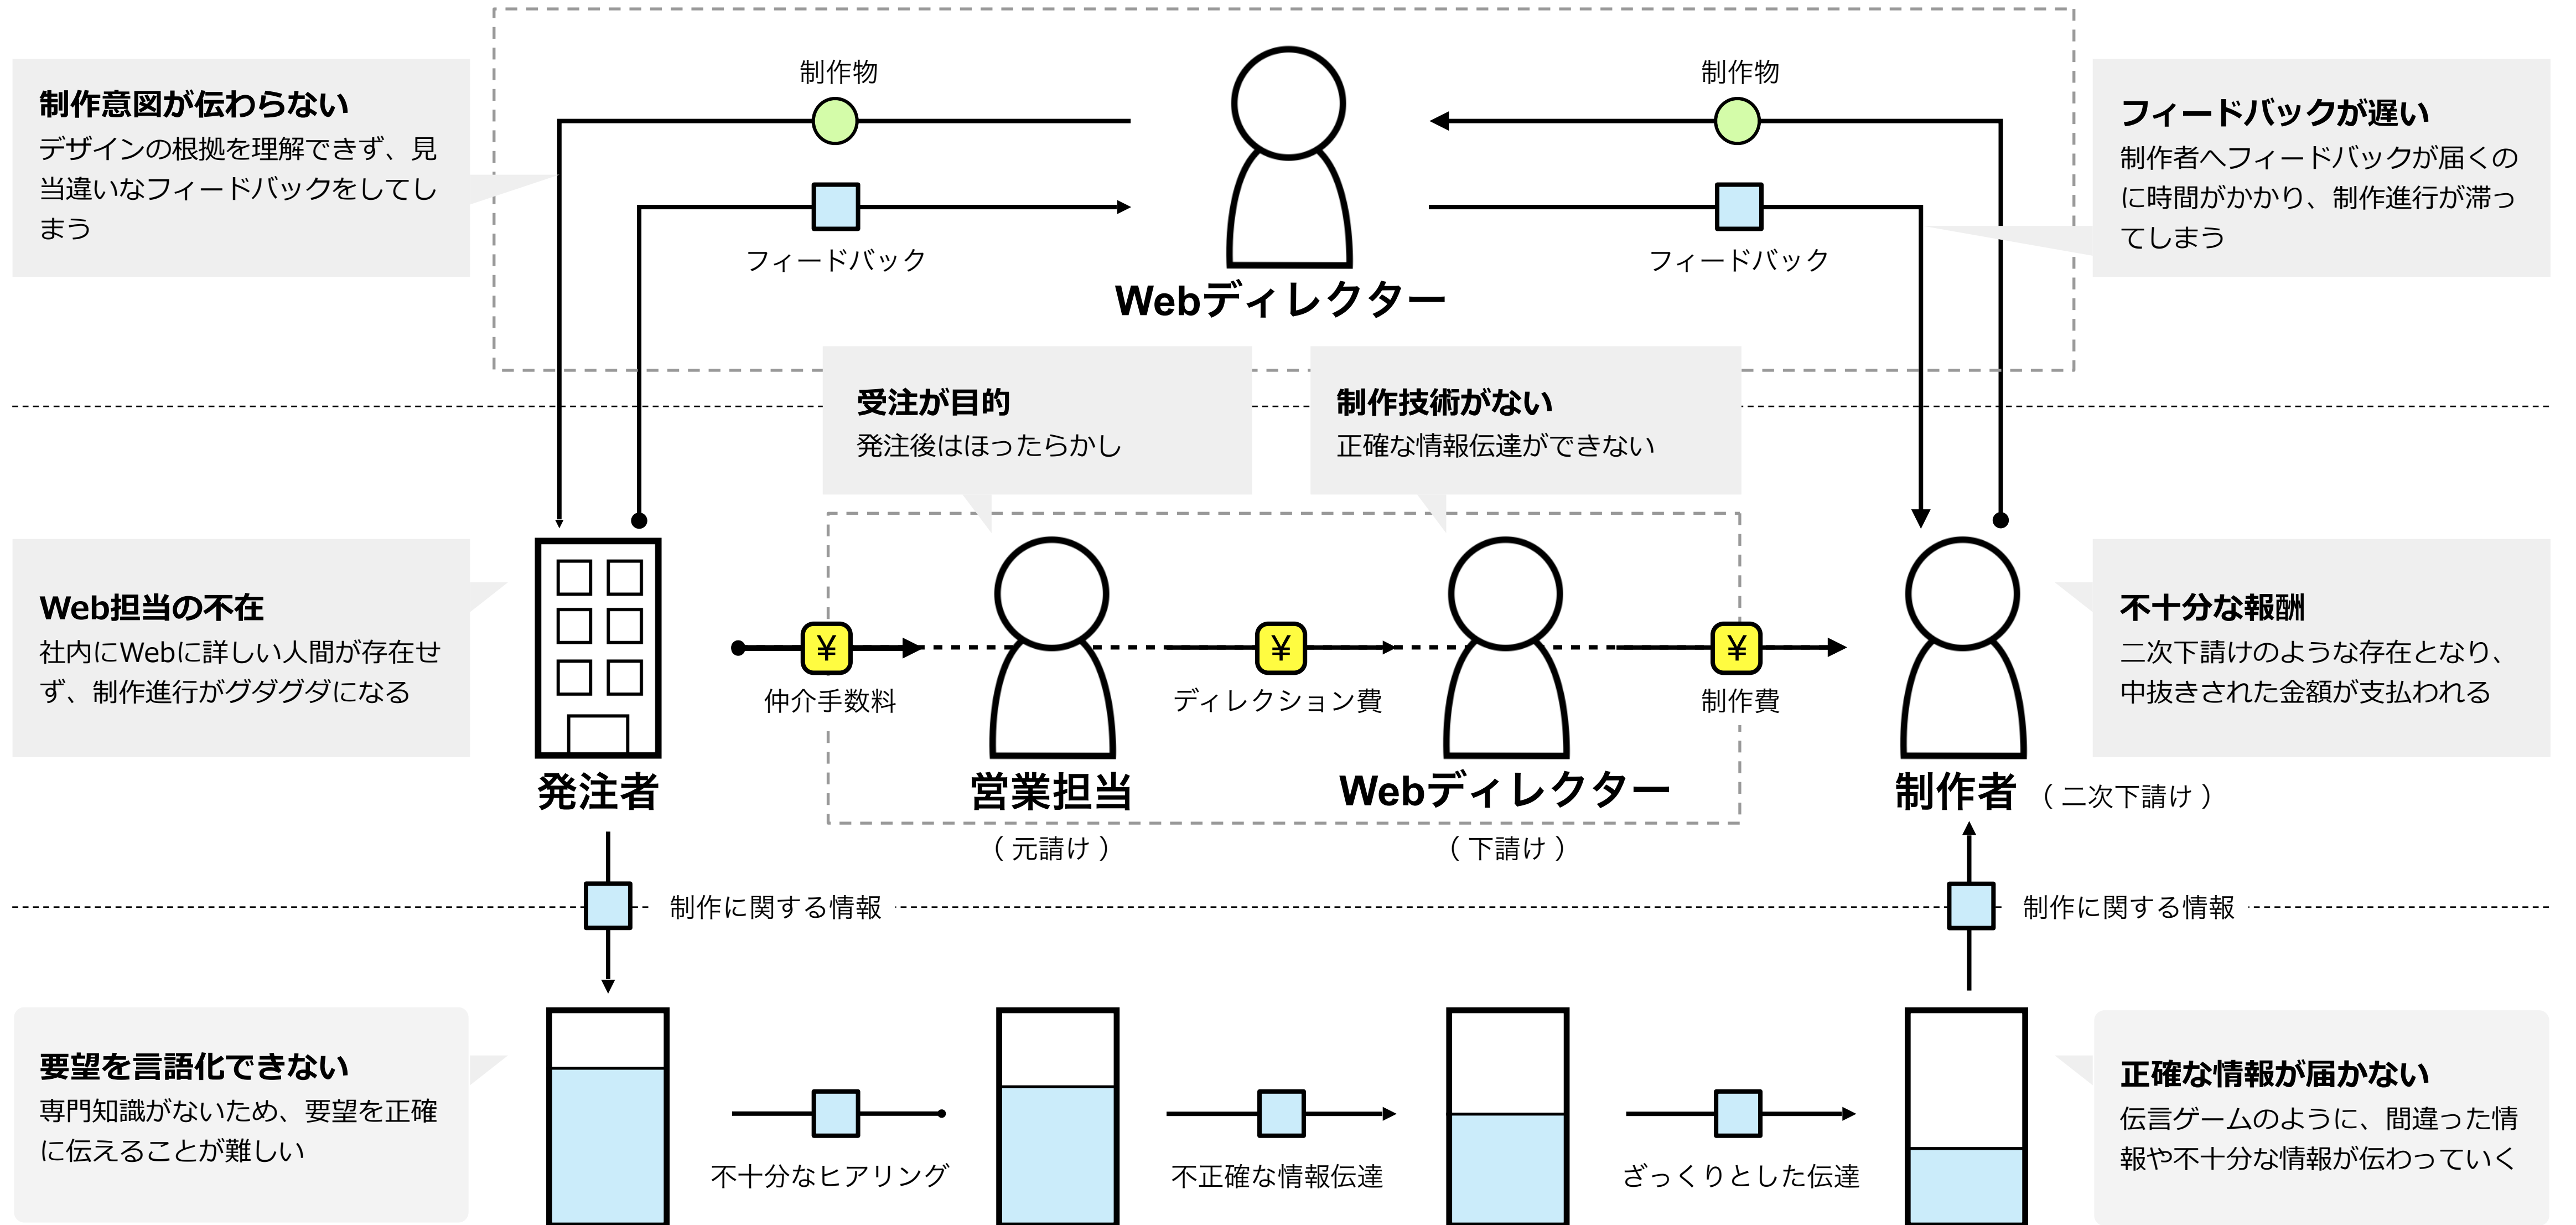 制作意図が伝わらない
デザインの根拠を理解できず、見
当違いなフィードバックをしてし
まう
制作物
フィードバック
Webディレクター
制作物
フィードバック
フィードバックが遅い
制作者へフィードバックが届くの
に時間がかかり、制作進行が滞っ
てしまう
受注が目的
発注後はほったらかし
制作技術がない
正確な情報伝達ができない
Web担当の不在
社内にWebに詳しい人間が存在せ
ず、制作進行がグダグダになる
発注者
¥
仲介手数料
営業担当
（ 元請け ）
¥
ディレクション費
Webディレクター
（ 下請け ）
¥
制作費
制作者 （ 二次下請け ）
不十分な報酬
二次下請けのような存在となり、
中抜きされた金額が支払われる
制作に関する情報
制作に関する情報
要望を言語化できない
専門知識がないため、要望を正確
に伝えることが難しい
不十分なヒアリング
不正確な情報伝達
ざっくりとした伝達
正確な情報が届かない
伝言ゲームのように、間違った情
報や不十分な情報が伝わっていく